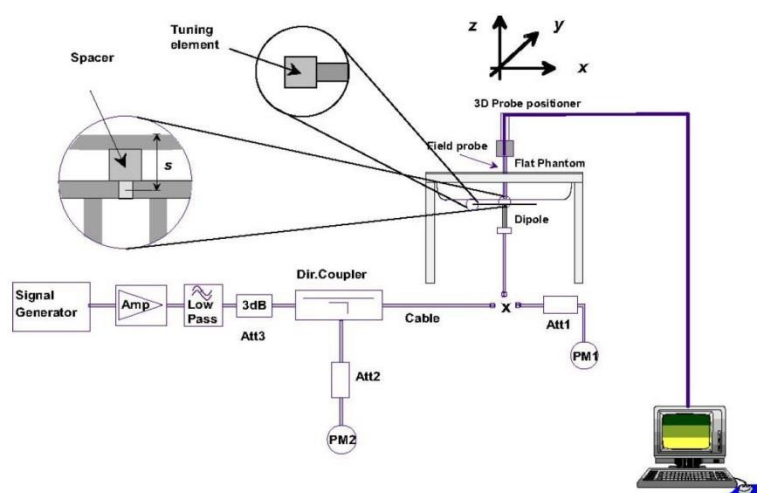 Tuning
element
Spacer
s
z
y
x
3D Probe positioner
Field probe
Flat Phantom
Dipole
Dir.Coupler
Signal
Generator
Amp
Low
Pass
3dB
Att3
Cable
x
Att1
PM1
Att2
PM2